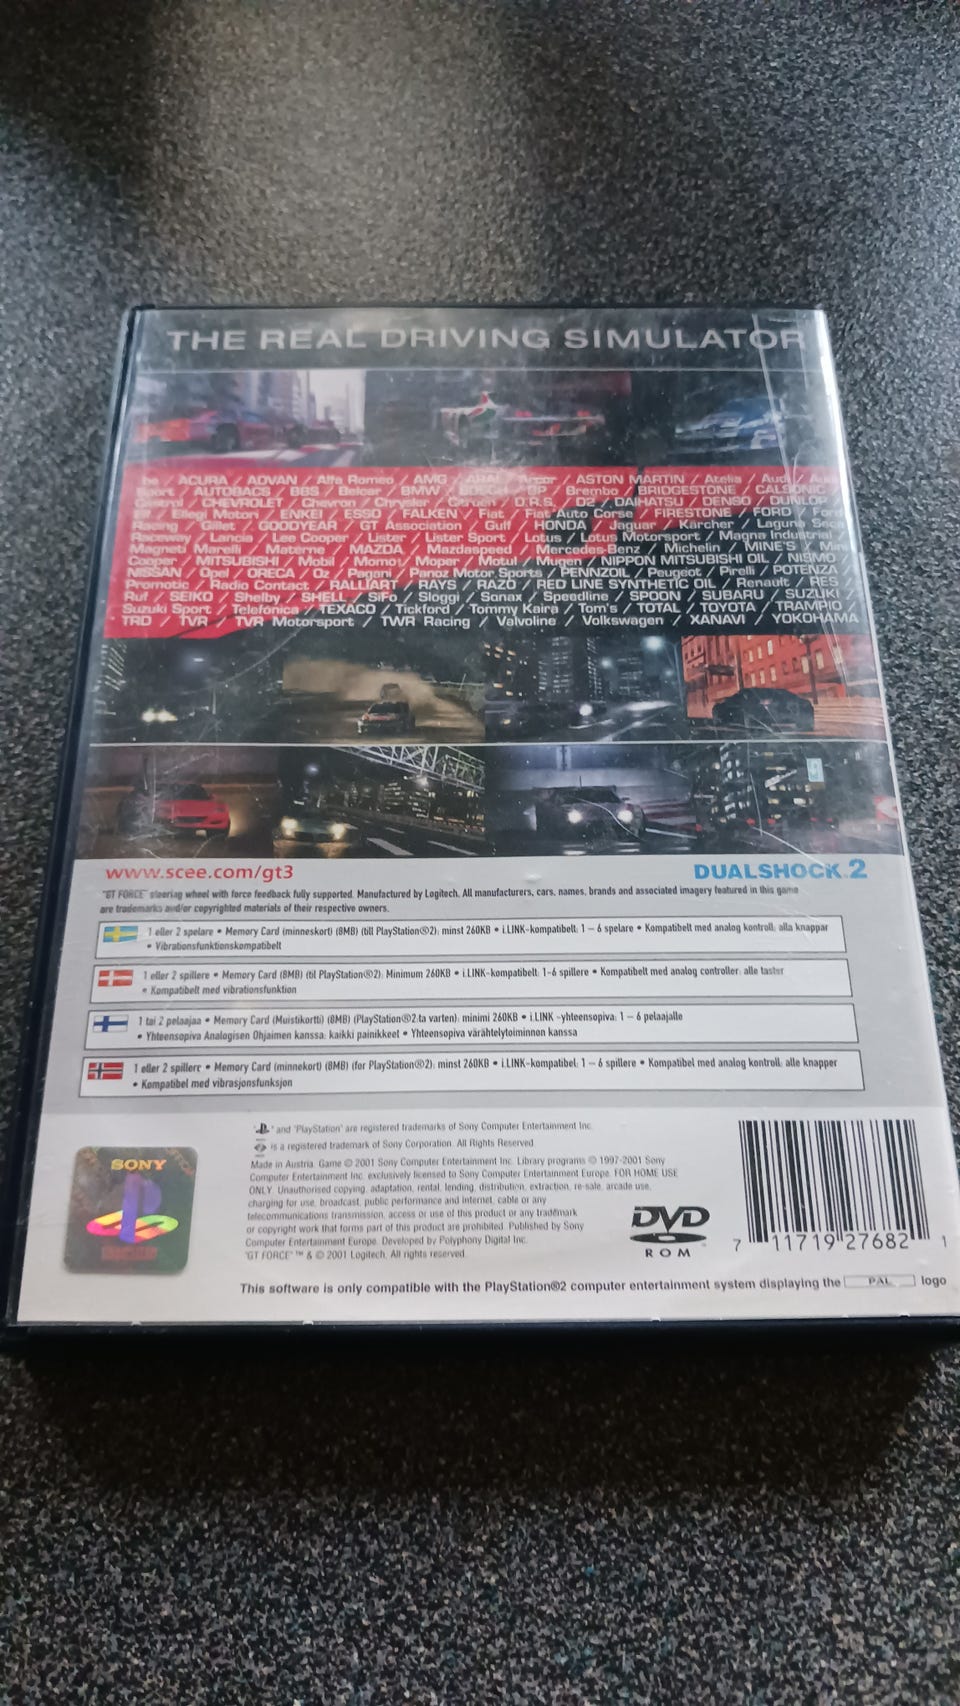 THE REAL DRIVING SIMULATOR
/ ACURA / ADVAN / Alfa Romeo / AMG / / / ASTON MARTIN / Atelia / Audi /
Sport / AUTOBACS / BBS / Belcar / BMW / BOSCH / BP / Brembo / BRIDGESTONE / CALSONIC
Castrol / CHEVROLET / Chevron / Chrysler / / D.R.S. / D2 / DAIHATSU / DENSO / DUNLOP /
/ Ellegi Motori / ENKEI / ESSO / FALKEN / Fiat / Fiat Auto Corse / FIRESTONE / FORD / Ford
Racing / Gillet / GOODYEAR / GT Association / Gulf / HONDA / Jaguar / Kärcher / Laguna Seca
Raceway / Lancia / Lee Cooper / Lister / Lister Sport / Lotus / Lotus Motorsport / Magna Industrial /
Magneti Marelli / Materne / MAZDA / Mazdaspeed / Mercedes-Benz / Michelin / MINE'S / Mini
Cooper / MITSUBISHI / Mobil / Momo / Mopar / Motul / Mugen / NIPPON MITSUBISHI OIL / NISMO /
NISSAN / Opel / ORECA / Oz / Pagani / Panoz Motor Sports / PENNZOIL / Peugeot / Pirelli / POTENZA
Promotic / Radio Contact / RALLIART / RAYS / RAZO / RED LINE SYNTHETIC OIL / Renault / RES
Ruf / SEIKO / Shelby / SHELL / SiFo / Sloggi / Sonax / Speedline / SPOON / SUBARU / SUZUKI /
Suzuki Sport / Telefónica / TEXACO / Tickford / Tommy Kaira / Tom's / TOTAL / TOYOTA / TRAMPIO /
TRD / TVR / TVR Motorsport / TWR Racing / Valvoline / Volkswagen / XANAVI / YOKOHAMA
www.scee.com/gt3
DUALSHOCK 2
"GT FORCE" steering wheel with force feedback fully supported. Manufactured by Logitech. All manufacturers, cars, names, brands and associated imagery featured in this game
are trademarks and/or copyrighted materials of their respective owners.
1 eller 2 spelare • Memory Card (minneskort) (8MB) (till PlayStation®2): minst 260KB • i.LINK-kompatibelt: 1 – 6 spelare • Kompatibelt med analog kontroll: alla knappar
• Vibrationsfunktionskompatibelt
1 eller 2 spillere • Memory Card (8MB) (til PlayStation®2): Minimum 260KB • i.LINK-kompatibelt: 1-6 spillere • Kompatibelt med analog controller: alle taster
• Kompatibelt med vibrationsfunktion
1 tai 2 pelaajaa • Memory Card (Muistikortti) (8MB) (PlayStation®2:ta varten): minimi 260KB • i.LINK -yhteensopiva: 1 – 6 pelaajalle
• Yhteensopiva Analogisen Ohjaimen kanssa: kaikki painikkeet • Yhteensopiva värähtelytoiminnon kanssa
1 eller 2 spillere • Memory Card (minnekort) (8MB) (for PlayStation®2): minst 260KB • i.LINK-kompatibel: 1 – 6 spillere • Kompatibel med analog kontroll: alle knapper
• Kompatibel med vibrasjonsfunksjon
" " and "PlayStation" are registered trademarks of Sony Computer Entertainment Inc.
is a registered trademark of Sony Corporation. All Rights Reserved.
Made in Austria. Game © 2001 Sony Computer Entertainment Inc. Library programs © 1997-2001 Sony
Computer Entertainment Inc. exclusively licensed to Sony Computer Entertainment Europe. FOR HOME USE
ONLY. Unauthorised copying, adaptation, rental, lending, distribution, extraction, re-sale, arcade use,
charging for use, broadcast, public performance and internet, cable or any
telecommunications transmission, access or use of this product or any trademark
or copyright work that forms part of this product are prohibited. Published by Sony
Computer Entertainment Europe. Developed by Polyphony Digital Inc.
"GT FORCE" ™ & © 2001 Logitech. All rights reserved.
SONY
DVD
ROM
7 11719 27682 1
This software is only compatible with the PlayStation®2 computer entertainment system displaying the PAL logo